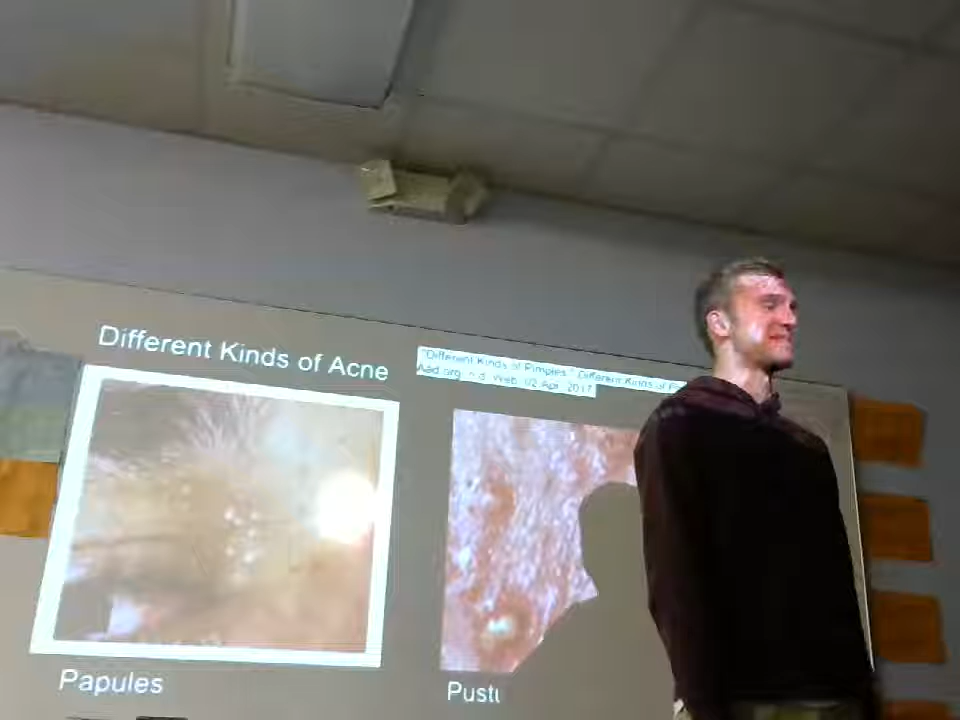 Different Kinds of Acne
"Different Kinds of Pimples." Different Kinds of
Aad.org, n.d. Web. 02 Apr. 2017
Papules
Pustu